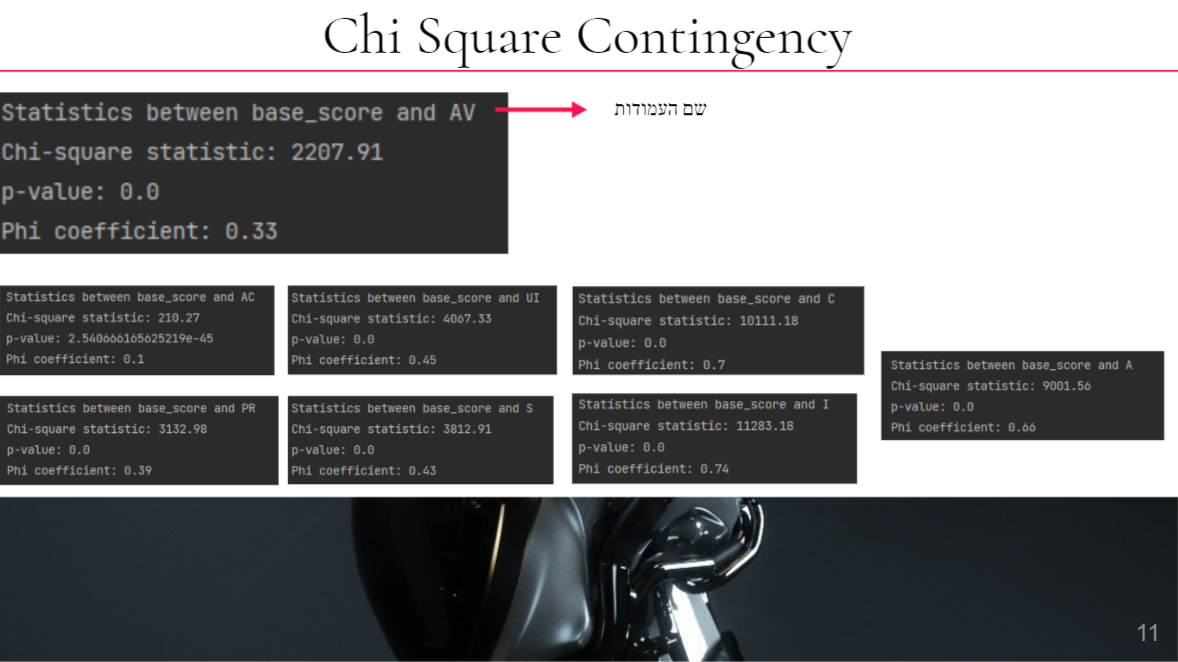 Chi Square Contingency
Statistics between base_score and AV
שם העמודות
Chi-square statistic: 2207.91
p-value: 0.0
Phi coefficient: 0.33
Statistics between base_score and AC
Chi-square statistic: 210.27
p-value: 2.540666165625219e-45
Phi coefficient: 0.1
Statistics between base_score and UI
Chi-square statistic: 4067.33
p-value: 0.0
Phi coefficient: 0.45
Statistics between base_score and C
Chi-square statistic: 10111.18
p-value: 0.0
Phi coefficient: 0.7
Statistics between base_score and A
Chi-square statistic: 9001.56
p-value: 0.0
Phi coefficient: 0.66
Statistics between base_score and PR
Chi-square statistic: 3132.98
p-value: 0.0
Phi coefficient: 0.39
Statistics between base_score and S
Chi-square statistic: 3812.91
p-value: 0.0
Phi coefficient: 0.43
Statistics between base_score and I
Chi-square statistic: 11283.18
p-value: 0.0
Phi coefficient: 0.74
11